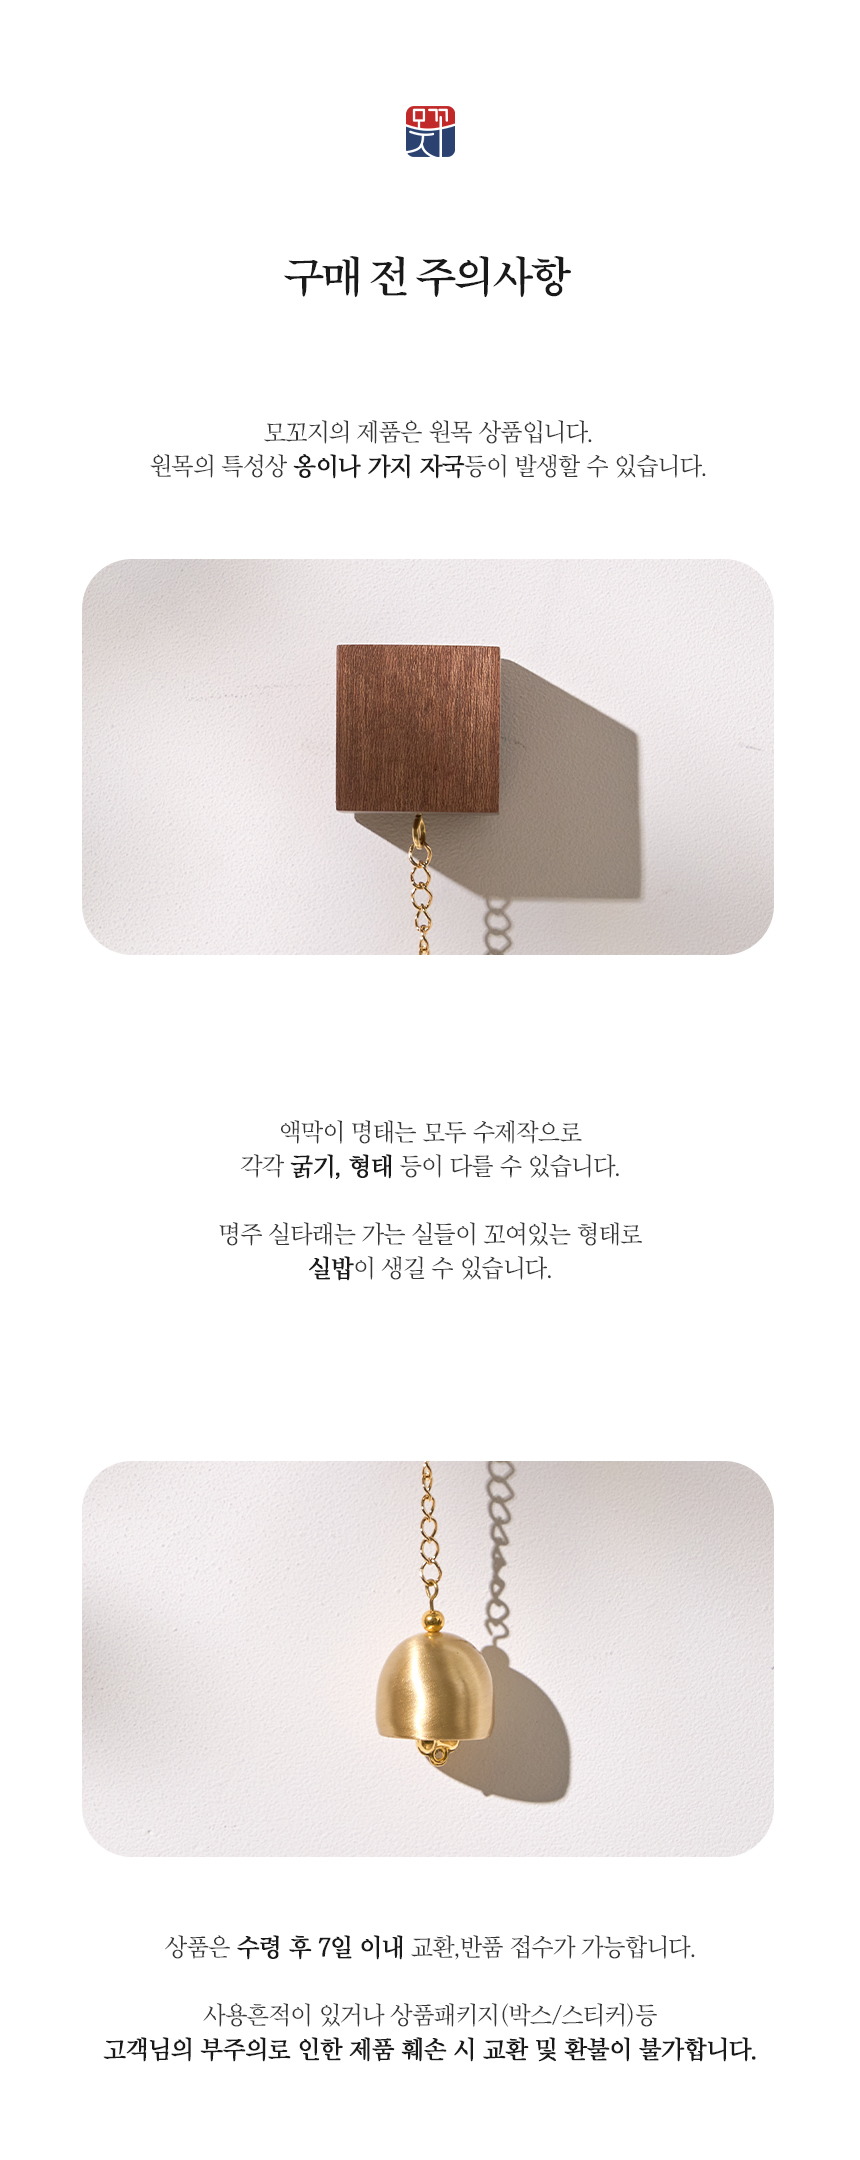 모꼬지
구매 전 주의사항
모꼬지의 제품은 원목 상품입니다.
원목의 특성상 옹이나 가지 자국등이 발생할 수 있습니다.
액막이 명태는 모두 수제작으로
각각 굵기, 형태 등이 다를 수 있습니다.
명주 실타래는 가는 실들이 꼬여있는 형태로
실밥이 생길 수 있습니다.
상품은 수령 후 7일 이내 교환,반품 접수가 가능합니다.
사용흔적이 있거나 상품패키지(박스/스티커)등
고객님의 부주의로 인한 제품 훼손 시 교환 및 환불이 불가합니다.